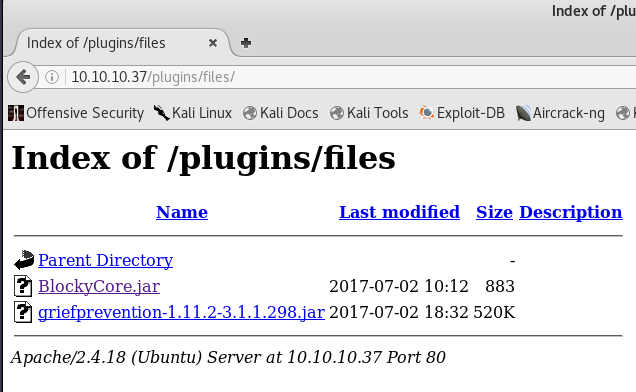 Index of /plu
Index of /plugins/files
10.10.10.37/plugins/files/
Offensive Security Kali Linux Kali Docs Kali Tools Exploit-DB Aircrack-ng
Index of /plugins/files
Name Last modified Size Description
Parent Directory -
BlockyCore.jar 2017-07-02 10:12 883
griefprevention-1.11.2-3.1.1.298.jar 2017-07-02 18:32 520K
Apache/2.4.18 (Ubuntu) Server at 10.10.10.37 Port 80